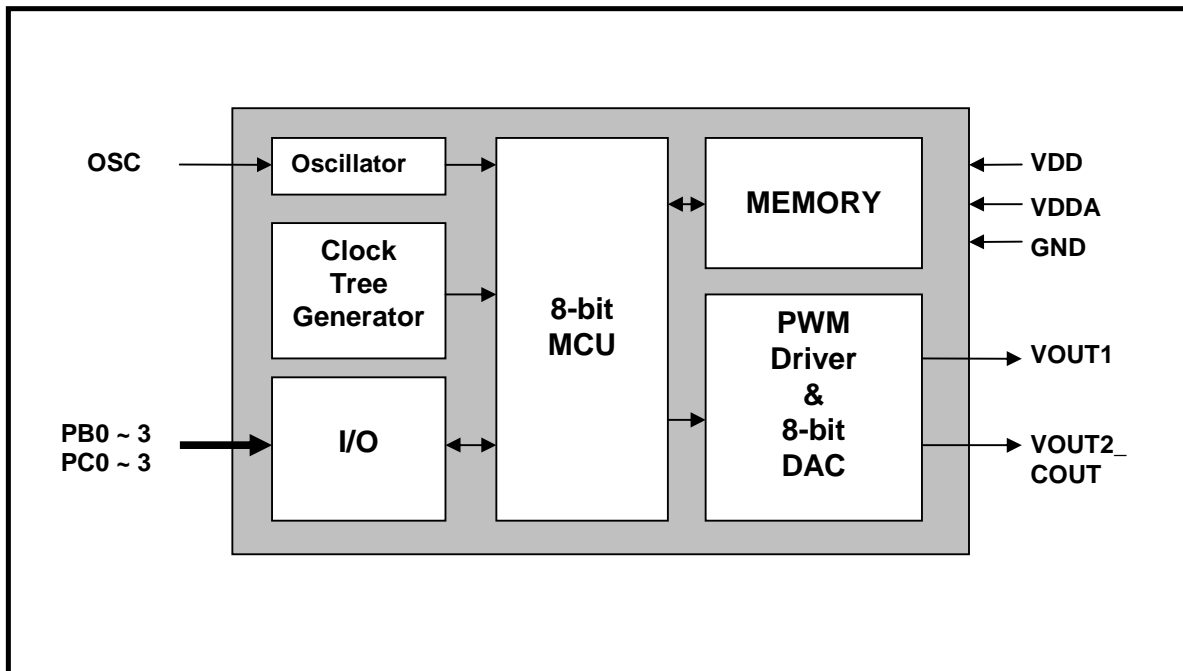 OSC
Oscillator
Clock
Tree
Generator
PB0 ~ 3
PC0 ~ 3
I/O
8-bit
MCU
MEMORY
PWM
Driver
&
8-bit
DAC
VDD
VDDA
GND
VOUT1
VOUT2_
COUT